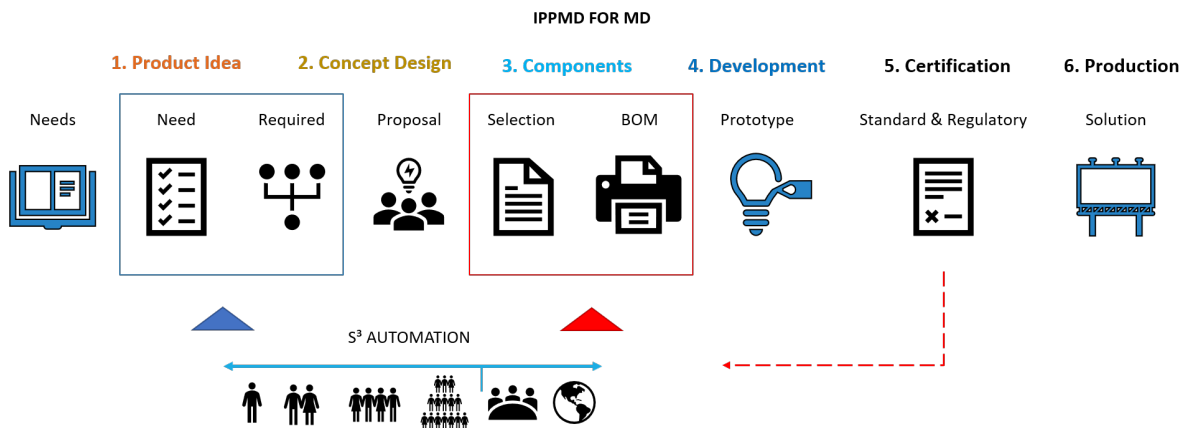 IPPMD FOR MD
1. Product Idea
2. Concept Design
3. Components
4. Development
5. Certification
6. Production
Needs
Need
Required
Proposal
Selection
BOM
Prototype
Standard & Regulatory
Solution
S³ AUTOMATION